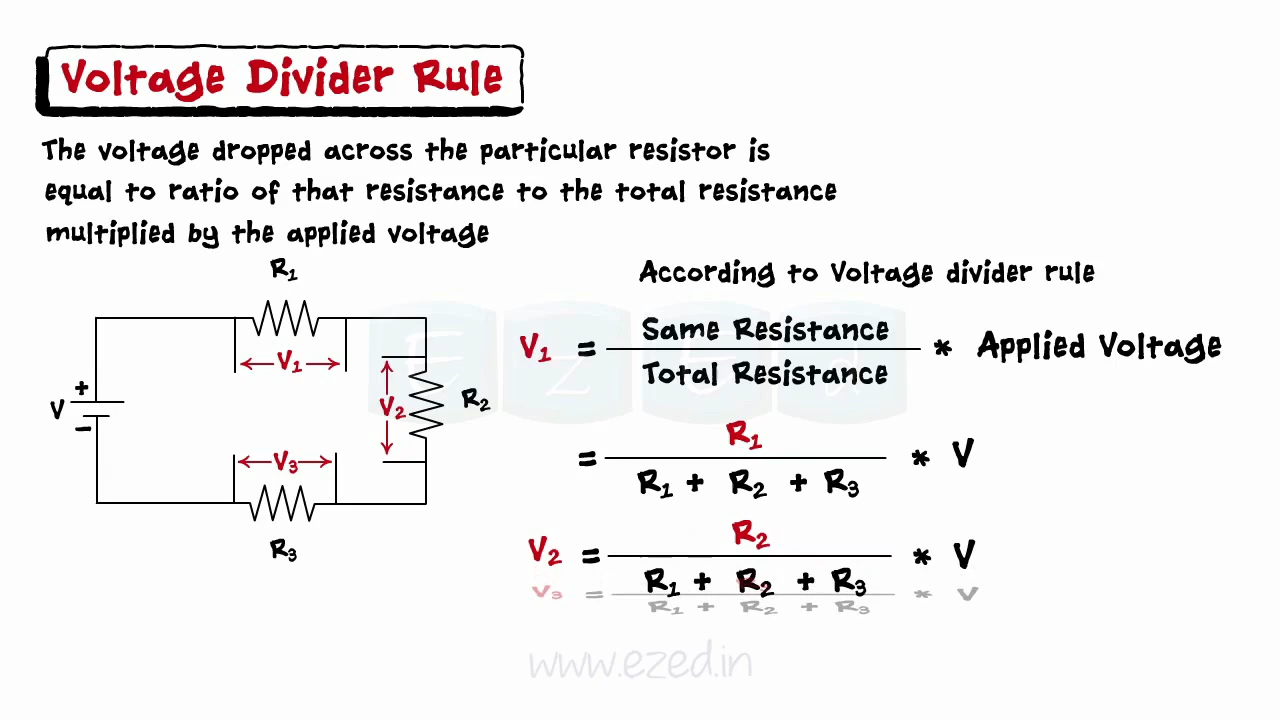 Voltage Divider Rule
The voltage dropped across the particular resistor is
equal to ratio of that resistance to the total resistance
multiplied by the applied voltage
R1
V1
+
V
-
V2
R2
V3
R3
According to Voltage divider rule
V1 = Same Resistance / Total Resistance * Applied Voltage
= R1 / R1 + R2 + R3 * V
V2 = R2 / R1 + R2 + R3 * V
V3 = R1 + R2 + R3 * V
E Z E d
www.ezed.in